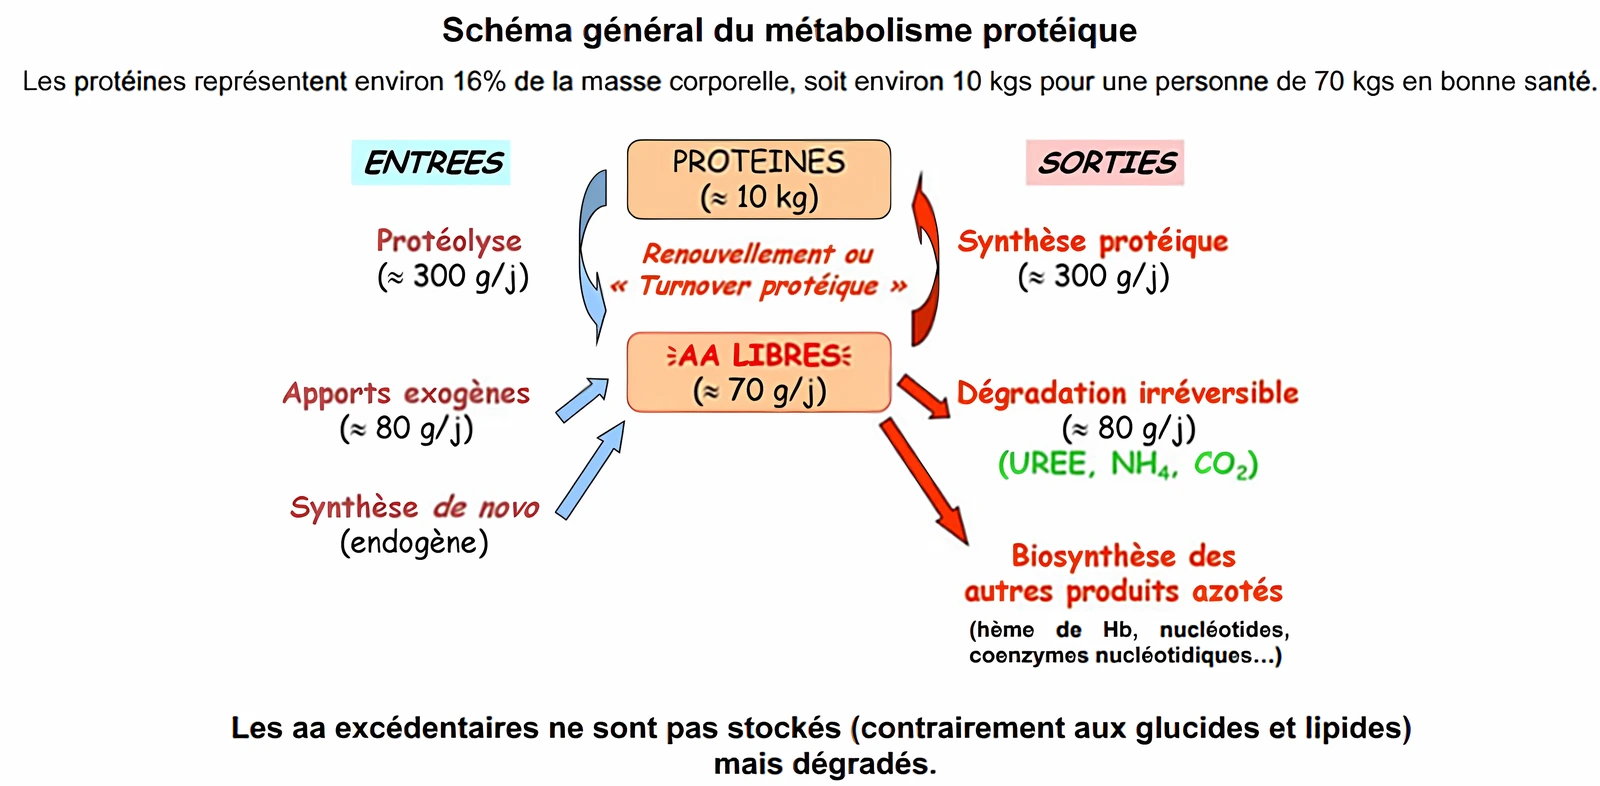 Schéma général du métabolisme protéique
Les protéines représentent environ 16% de la masse corporelle, soit environ 10 kgs pour une personne de 70 kgs en bonne santé.
ENTREES
PROTEINES
(≈ 10 kg)
SORTIES
Protéolyse
(≈ 300 g/j)
Renouvellement ou
« Turnover protéique »
Synthèse protéique
(≈ 300 g/j)
AA LIBRES
(≈ 70 g/j)
Apports exogènes
(≈ 80 g/j)
Dégradation irréversible
(≈ 80 g/j)
(UREE, NH₄, CO₂)
Synthèse de novo
(endogène)
Biosynthèse des
autres produits azotés
(hème de Hb, nucléotides,
coenzymes nucléotidiques...)
Les aa excédentaires ne sont pas stockés (contrairement aux glucides et lipides)
mais dégradés.